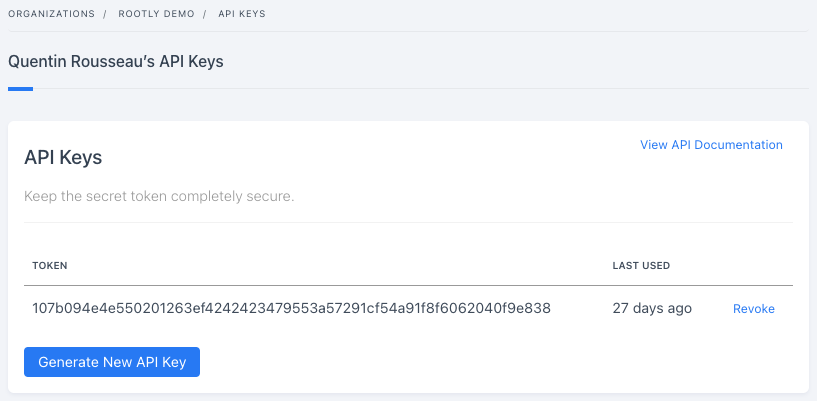 ORGANIZATIONS / ROOTLY DEMO / API KEYS
Quentin Rousseau's API Keys
View API Documentation
API Keys
Keep the secret token completely secure.
TOKEN LAST USED
107b094e4e550201263ef4242423479553a57291cf54a91f8f6062040f9e838 27 days ago Revoke
Generate New API Key